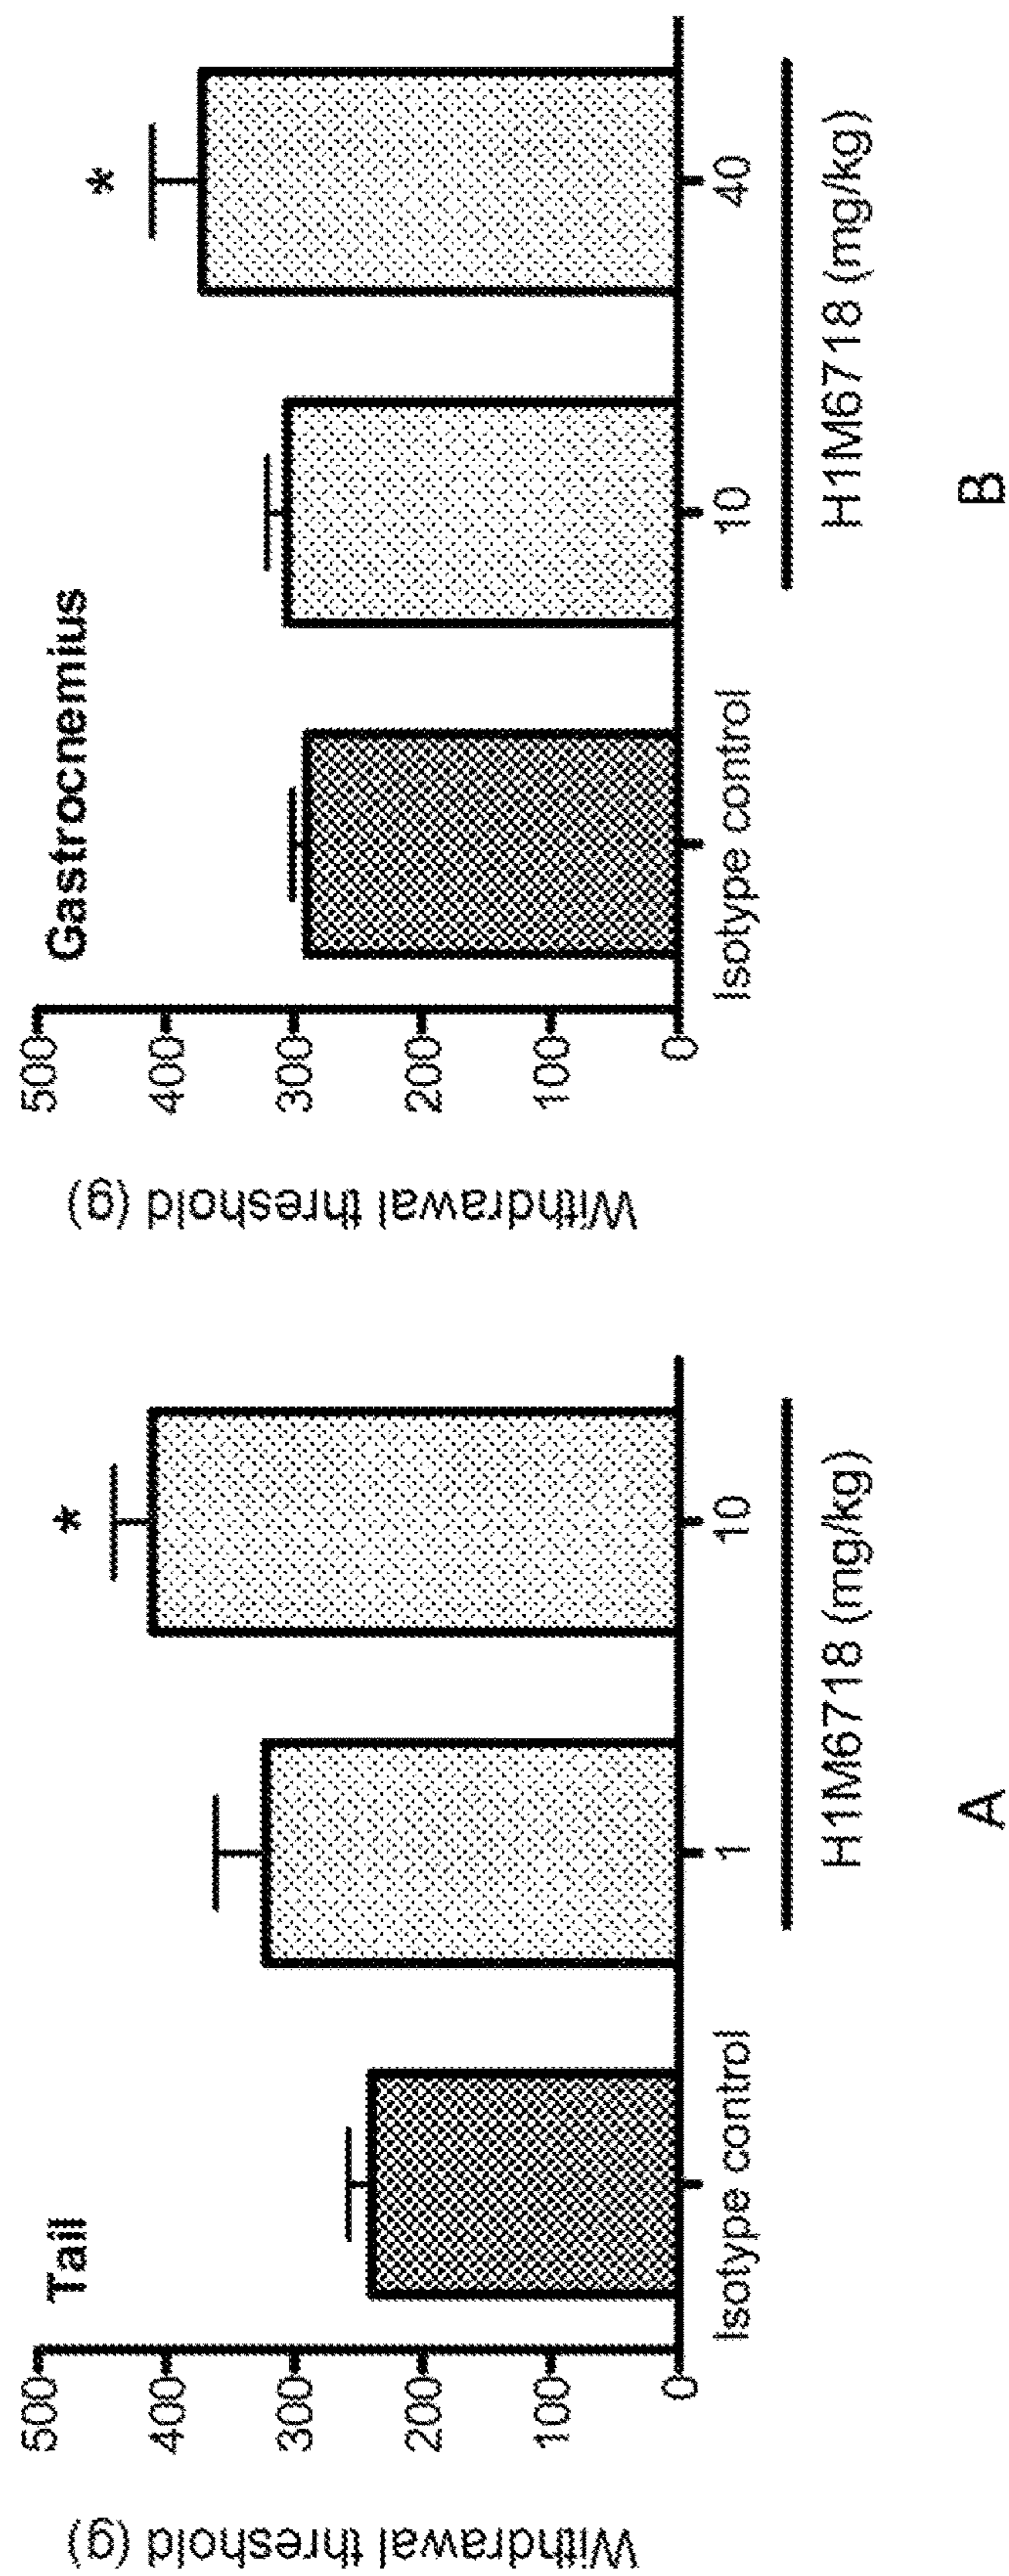 Tail
Withdrawal threshold (g)
500
400
300
200
100
0
Isotype control
1
10
*
H1M6718 (mg/kg)
A
Gastrocnemius
Withdrawal threshold (g)
500
400
300
200
100
0
Isotype control
10
40
*
H1M6718 (mg/kg)
B